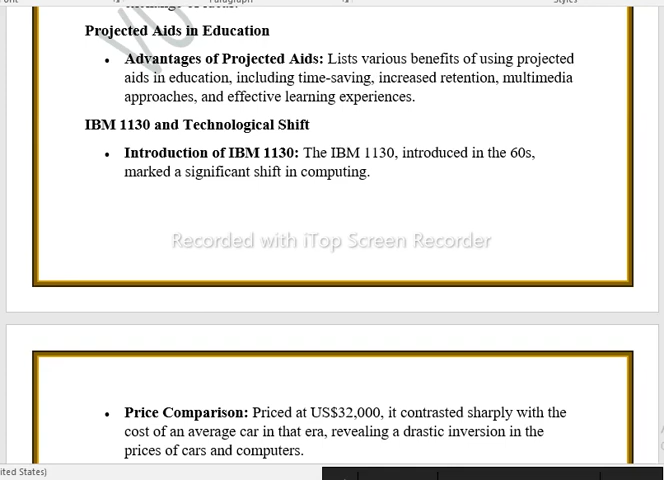 Paragraph
Styles
Projected Aids in Education
• Advantages of Projected Aids: Lists various benefits of using projected
aids in education, including time-saving, increased retention, multimedia
approaches, and effective learning experiences.
IBM 1130 and Technological Shift
• Introduction of IBM 1130: The IBM 1130, introduced in the 60s,
marked a significant shift in computing.
Recorded with iTop Screen Recorder
• Price Comparison: Priced at US$32,000, it contrasted sharply with the
cost of an average car in that era, revealing a drastic inversion in the
prices of cars and computers.
ited States)